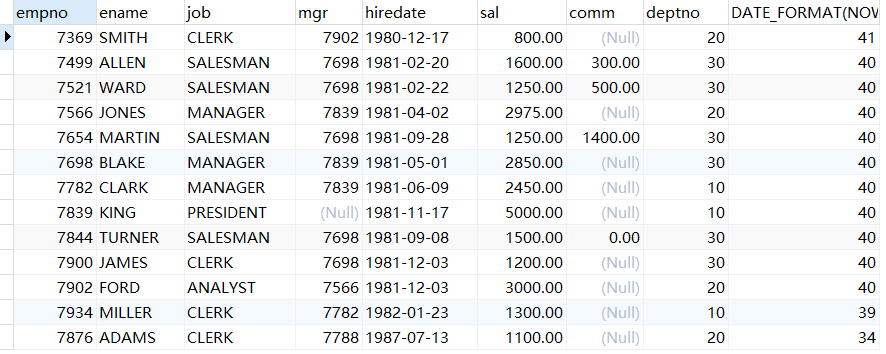 empno ename job mgr hiredate sal comm deptno DATE_FORMAT(NOV
7369 SMITH CLERK 7902 1980-12-17 800.00 (Null) 20 41
7499 ALLEN SALESMAN 7698 1981-02-20 1600.00 300.00 30 40
7521 WARD SALESMAN 7698 1981-02-22 1250.00 500.00 30 40
7566 JONES MANAGER 7839 1981-04-02 2975.00 (Null) 20 40
7654 MARTIN SALESMAN 7698 1981-09-28 1250.00 1400.00 30 40
7698 BLAKE MANAGER 7839 1981-05-01 2850.00 (Null) 30 40
7782 CLARK MANAGER 7839 1981-06-09 2450.00 (Null) 10 40
7839 KING PRESIDENT (Null) 1981-11-17 5000.00 (Null) 10 40
7844 TURNER SALESMAN 7698 1981-09-08 1500.00 0.00 30 40
7900 JAMES CLERK 7698 1981-12-03 1200.00 (Null) 30 40
7902 FORD ANALYST 7566 1981-12-03 3000.00 (Null) 20 40
7934 MILLER CLERK 7782 1982-01-23 1300.00 (Null) 10 39
7876 ADAMS CLERK 7788 1987-07-13 1100.00 (Null) 20 34